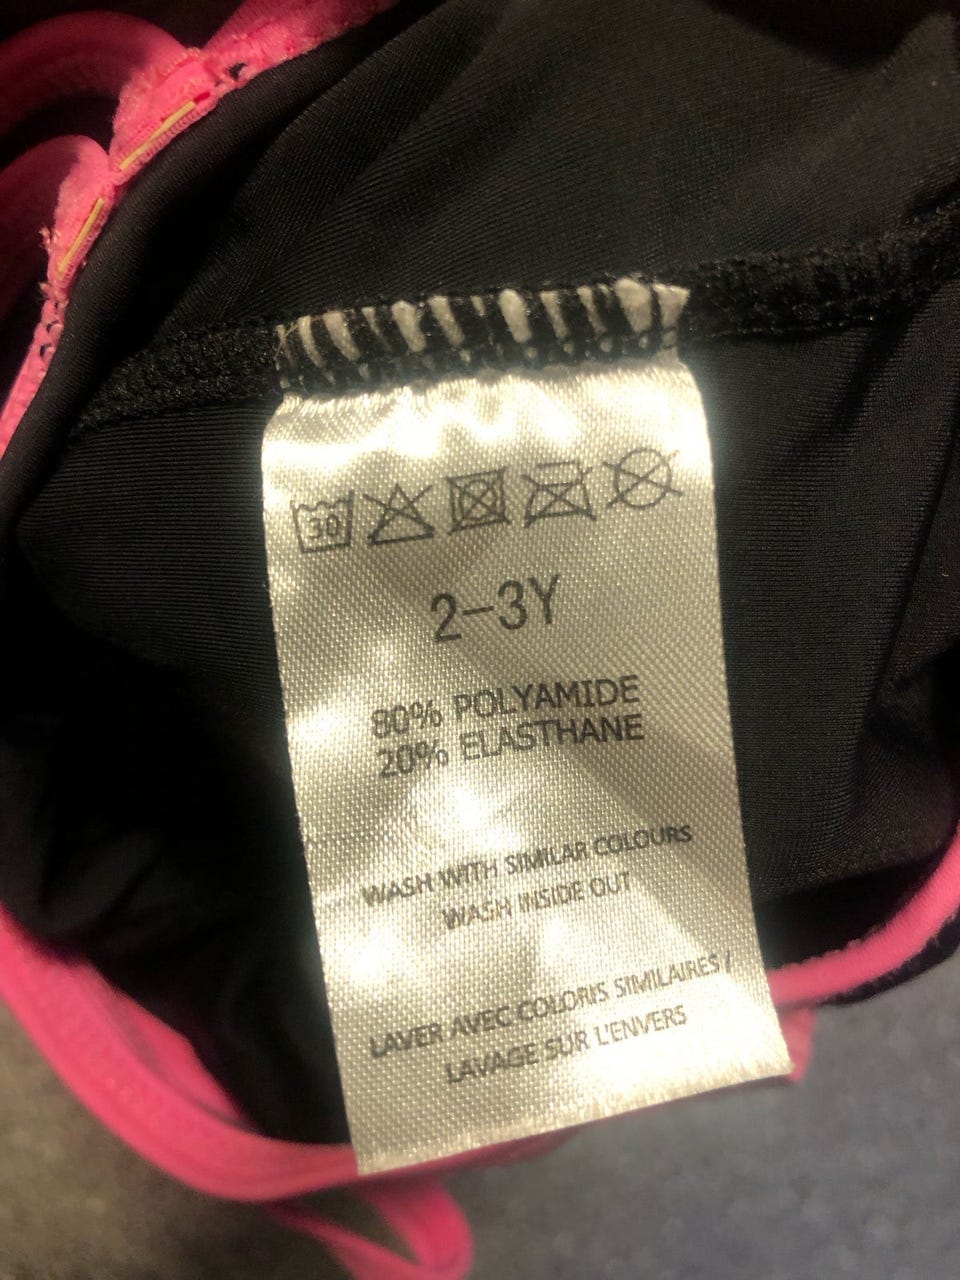 30
2-3Y
80% POLYAMIDE
20% ELASTHANE
WASH WITH SIMILAR COLOURS
WASH INSIDE OUT
LAVER AVEC COLORIS SIMILAIRES /
LAVAGE SUR L'ENVERS